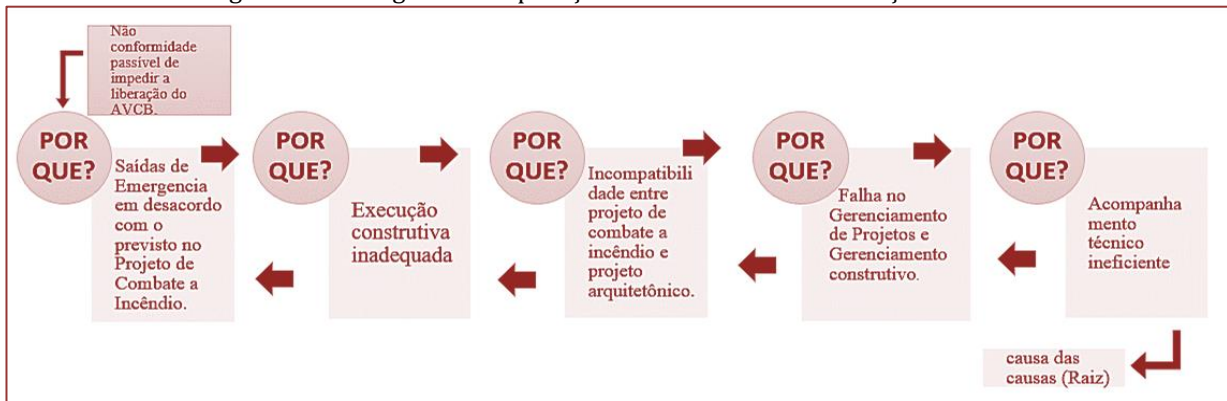 Não
conformidade
passivel de
impedir a
liberação do
AVCB.
POR
QUE?
Saídas de
Emergencia
em desacordo
com o
previsto no
Projeto de
Combate a
Incêndio.
POR
QUE?
Execução
construtiva
inadequada
POR
QUE?
Incompatibili
dade entre
projeto de
combate a
incêndio e
projeto
arquitetônico.
POR
QUE?
Falha no
Gerenciamento
de Projetos e
Gerenciamento
construtivo.
POR
QUE?
Acompanha
mento
técnico
ineficiente
causa das
causas (Raiz)